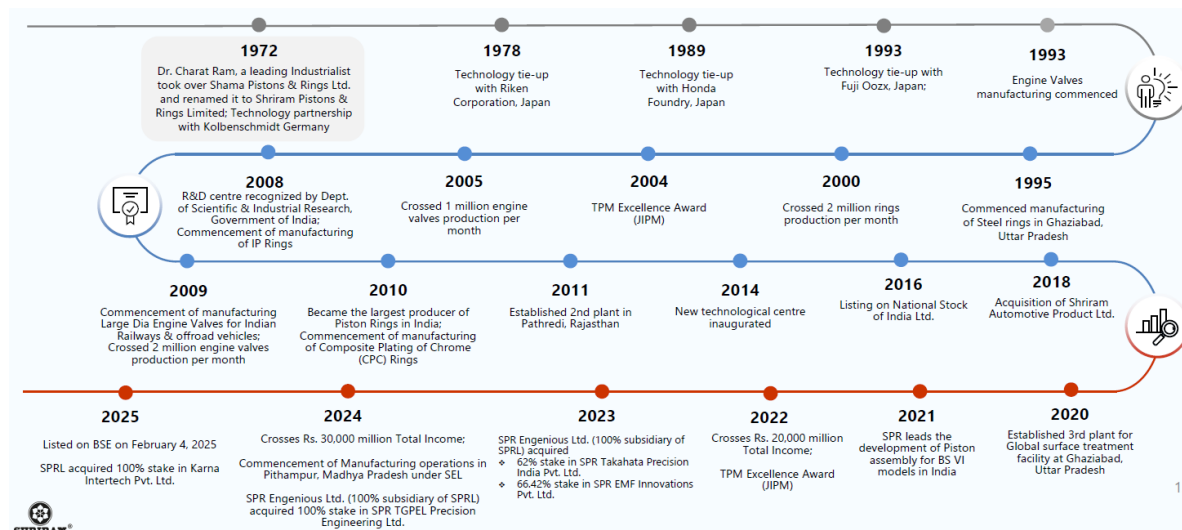 1972
Dr. Charat Ram, a leading Industrialist
took over Shama Pistons & Rings Ltd.
and renamed it to Shriram Pistons &
Rings Limited; Technology partnership
with Kolbenschmidt Germany
1978
Technology tie-up
with Riken
Corporation, Japan
1989
Technology tie-up
with Honda
Foundry, Japan
1993
Technology tie-up with
Fuji Oozx, Japan;
1993
Engine Valves
manufacturing commenced
2008
R&D centre recognized by Dept.
of Scientific & Industrial Research,
Government of India;
Commencement of manufacturing
of IP Rings
2005
Crossed 1 million engine
valves production per
month
2004
TPM Excellence Award
(JIPM)
2000
Crossed 2 million rings
production per month
1995
Commenced manufacturing
of Steel rings in Ghaziabad,
Uttar Pradesh
2009
Commencement of manufacturing
Large Dia Engine Valves for Indian
Railways & offroad vehicles;
Crossed 2 million engine valves
production per month
2010
Became the largest producer of
Piston Rings in India;
Commencement of manufacturing
of Composite Plating of Chrome
(CPC) Rings
2011
Established 2nd plant in
Pathredi, Rajasthan
2014
New technological centre
inaugurated
2016
Listing on National Stock
of India Ltd.
2018
Acquisition of Shriram
Automotive Product Ltd.
2025
Listed on BSE on February 4, 2025
SPRL acquired 100% stake in Karna
Intertech Pvt. Ltd.
2024
Crosses Rs. 30,000 million Total Income;
Commencement of Manufacturing operations in
Pithampur, Madhya Pradesh under SEL
SPR Engenious Ltd. (100% subsidiary of SPRL)
acquired 100% stake in SPR TGPEL Precision
Engineering Ltd.
2023
SPR Engenious Ltd. (100% subsidiary of
SPRL) acquired
❖ 62% stake in SPR Takahata Precision
India Pvt. Ltd.
❖ 66.42% stake in SPR EMF Innovations
Pvt. Ltd.
2022
Crosses Rs. 20,000 million
Total Income;
TPM Excellence Award
(JIPM)
2021
SPR leads the
development of Piston
assembly for BS VI
models in India
2020
Established 3rd plant for
Global surface treatment
facility at Ghaziabad,
Uttar Pradesh
1
SHRIRAM®